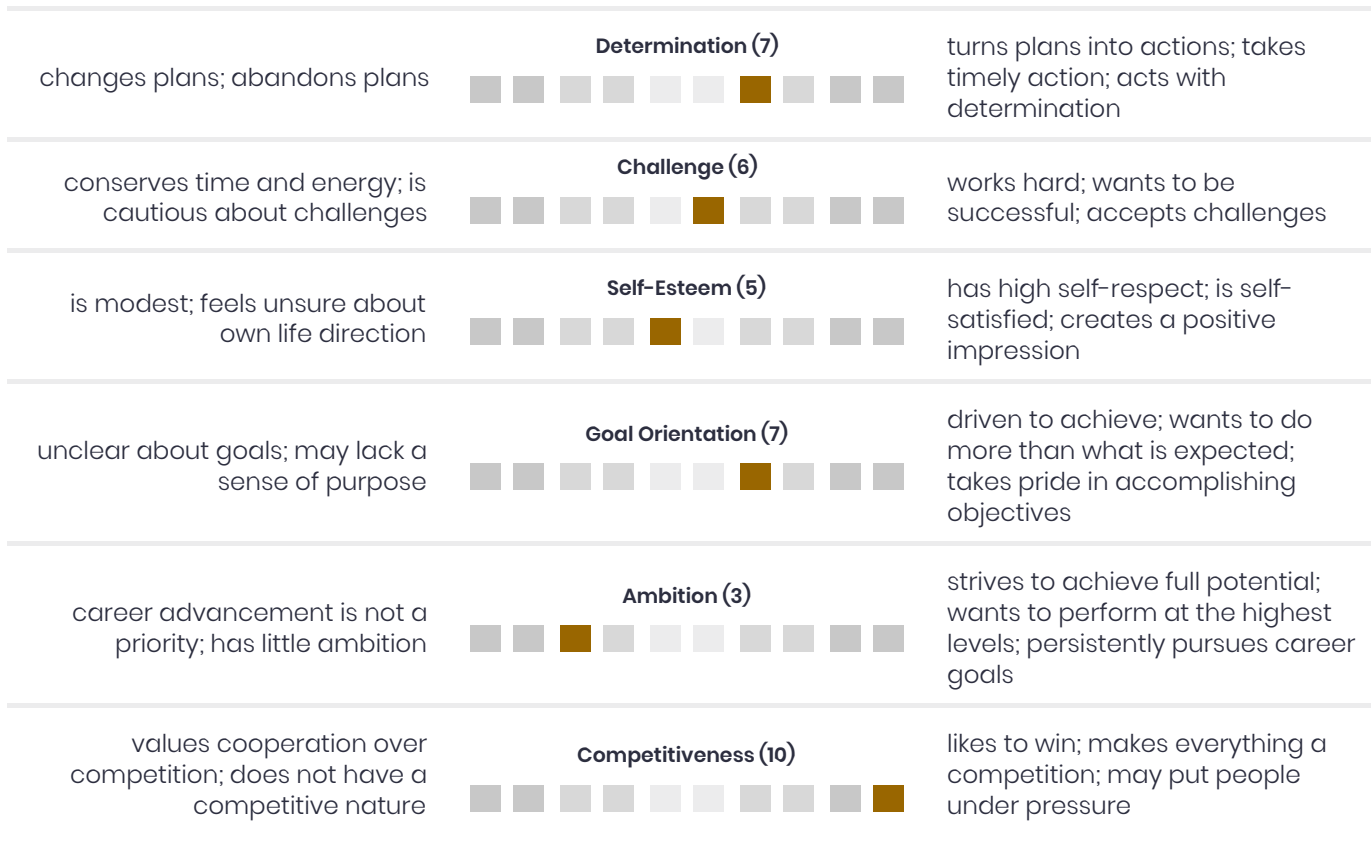 changes plans; abandons plans
Determination (7)
turns plans into actions; takes
timely action; acts with
determination
conserves time and energy; is
cautious about challenges
Challenge (6)
works hard; wants to be
successful; accepts challenges
is modest; feels unsure about
own life direction
Self-Esteem (5)
has high self-respect; is self-
satisfied; creates a positive
impression
unclear about goals; may lack a
sense of purpose
Goal Orientation (7)
driven to achieve; wants to do
more than what is expected;
takes pride in accomplishing
objectives
career advancement is not a
priority; has little ambition
Ambition (3)
strives to achieve full potential;
wants to perform at the highest
levels; persistently pursues career
goals
values cooperation over
competition; does not have a
competitive nature
Competitiveness (10)
likes to win; makes everything a
competition; may put people
under pressure